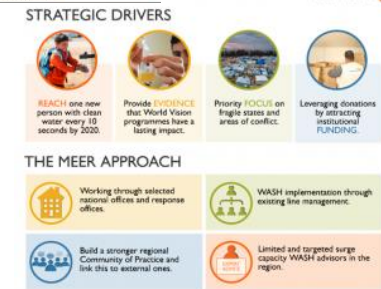 STRATEGIC DRIVERS
REACH one new
person with clean
water every 10
seconds by 2020.
Provide EVIDENCE
that World Vision
programmes have a
lasting impact.
Priority FOCUS on
fragile states and
areas of conflict.
Leveraging donations
by attracting
institutional
FUNDING.
THE MEER APPROACH
Working through selected
national offices and response
offices.
WASH implementation through
existing line management.
Build a stronger regional
Community of Practice and
link this to external ones.
Limited and targeted surge
capacity WASH advisors in the
region.